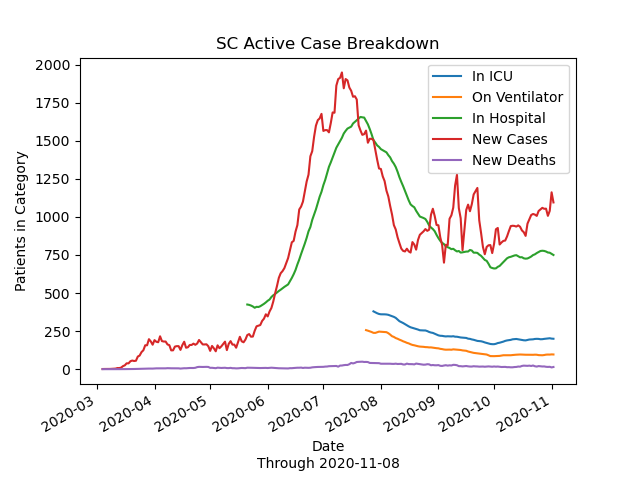 SC Active Case Breakdown
2000
1750
1500
1250
1000
750
500
250
0
Patients in Category
In ICU
On Ventilator
In Hospital
New Cases
New Deaths
2020-03
2020-04
2020-05
2020-06
2020-07
2020-08
2020-09
2020-10
2020-11
Date
Through 2020-11-08